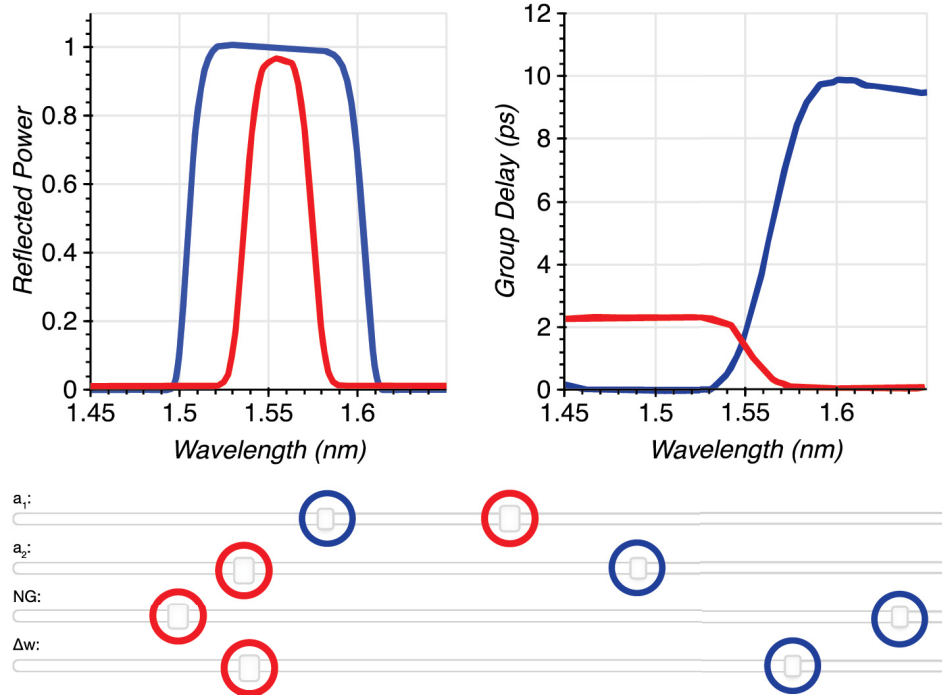 Reflected Power
1
0.8
0.6
0.4
0.2
0
1.45 1.5 1.55 1.6
Wavelength (nm)
Group Delay (ps)
12
10
8
6
4
2
0
1.45 1.5 1.55 1.6
Wavelength (nm)
a₁:
a₂:
NG:
Δw: